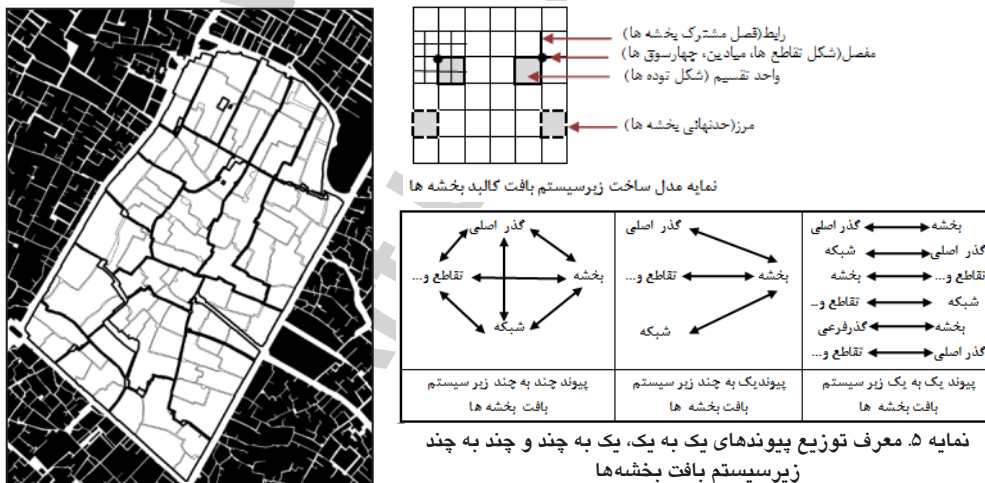 رابط(فصل مشترک پخشه ها)
مفصل(شکل تقاطع ها، میادین، چهارسوق ها)
واحد تقسیم (شکل توده ها)
مرز(حدنهائی پخشه ها)
نمایه مدل ساخت زیرسیستم بافت کالبد بخشه ها
گذر اصلی
تقاطع و...
بخشه
شبکه
پیوند چند به چند زیر سیستم
بافت بخشه ها
گذر اصلی
تقاطع و...
بخشه
شبکه
پیوندیک به چند زیر سیستم
بافت بخشه ها
بخشه گذر اصلی
گذر اصلی شبکه
تقاطع و... بخشه
شبکه تقاطع و...
بخشه گذرفرعی
گذر اصلی تقاطع و...
پیوند یک به یک زیر سیستم
بافت بخشه ها
نمایه ۵. معرف توزیع پیوندهای یک به یک، یک به چند و چند به چند
زیرسیستم بافت بخشه‌ها